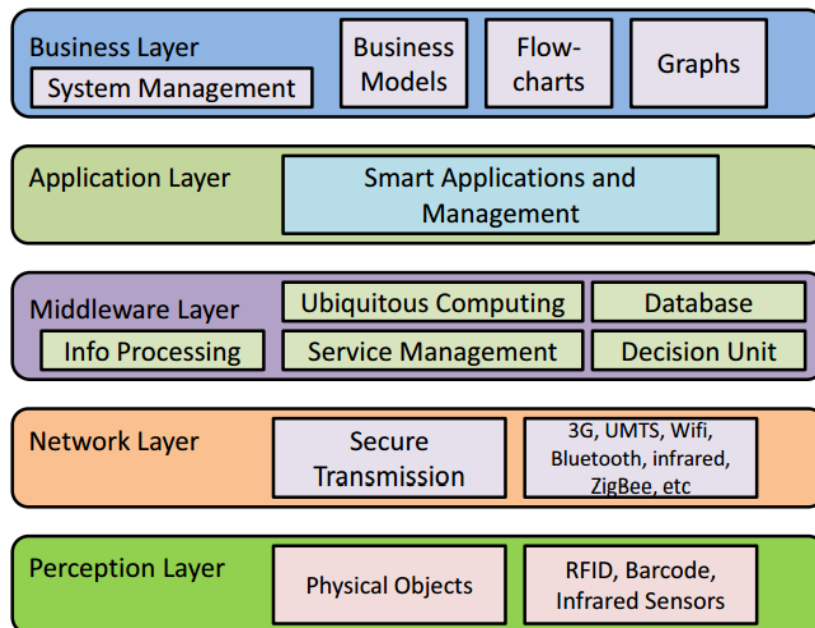 Business Layer
System Management
Business
Models
Flow-
charts
Graphs
Application Layer
Smart Applications and
Management
Middleware Layer
Ubiquitous Computing
Database
Info Processing
Service Management
Decision Unit
Network Layer
Secure
Transmission
3G, UMTS, Wifi,
Bluetooth, infrared,
ZigBee, etc
Perception Layer
Physical Objects
RFID, Barcode,
Infrared Sensors